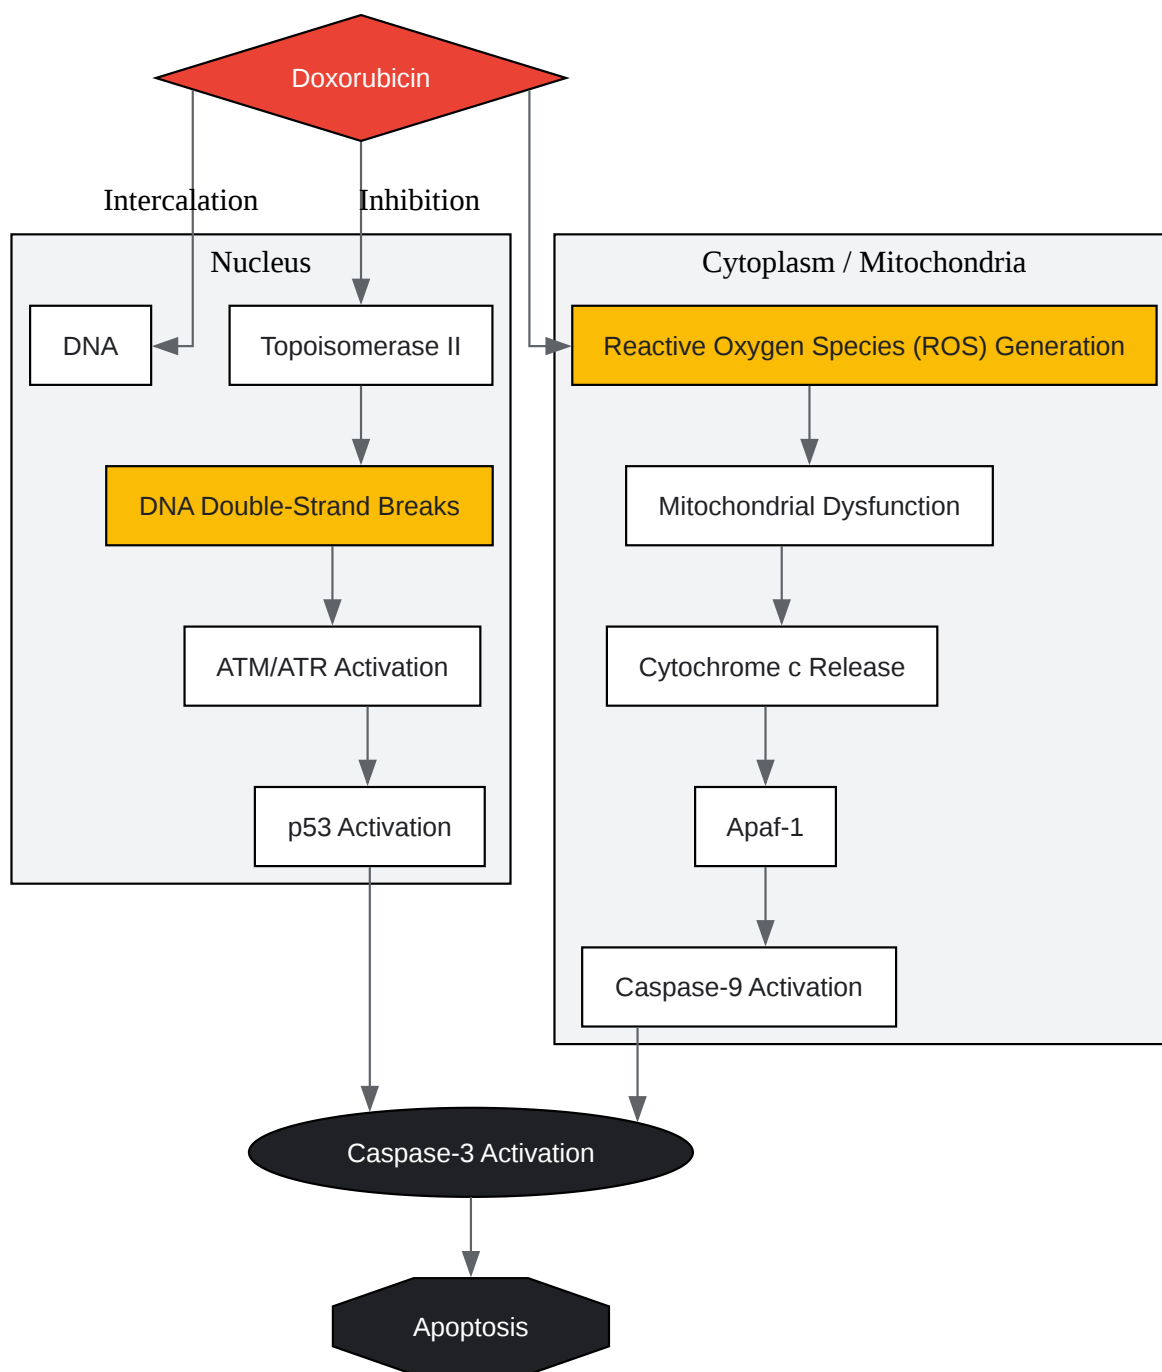 Doxorubicin
Intercalation
Inhibition
Nucleus
Cytoplasm / Mitochondria
DNA
Topoisomerase II
Reactive Oxygen Species (ROS) Generation
DNA Double-Strand Breaks
Mitochondrial Dysfunction
ATM/ATR Activation
Cytochrome c Release
p53 Activation
Apaf-1
Caspase-9 Activation
Caspase-3 Activation
Apoptosis